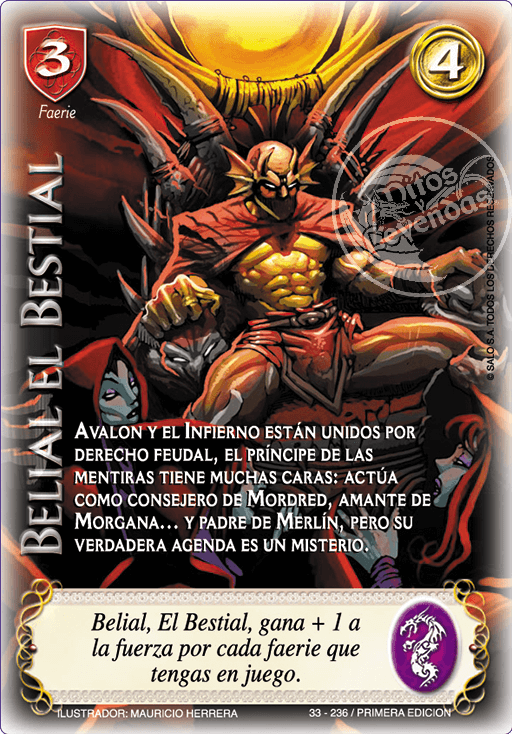 3
4
Faerie
Mitos
Leyendas
BELIAL EL BESTIAL
© SALO S.A TODOS LOS DERECHOS RESERVADOS
AVALON Y EL INFIERNO ESTÁN UNIDOS POR
DERECHO FEUDAL, EL PRÍNCIPE DE LAS
MENTIRAS TIENE MUCHAS CARAS: ACTÚA
COMO CONSEJERO DE MORDRED, AMANTE DE
MORGANA... Y PADRE DE MERLÍN, PERO SU
VERDADERA AGENDA ES UN MISTERIO.
Belial, El Bestial, gana + 1 a
la fuerza por cada faerie que
tengas en juego.
ILUSTRADOR: MAURICIO HERRERA
33 - 236 / PRIMERA EDICION